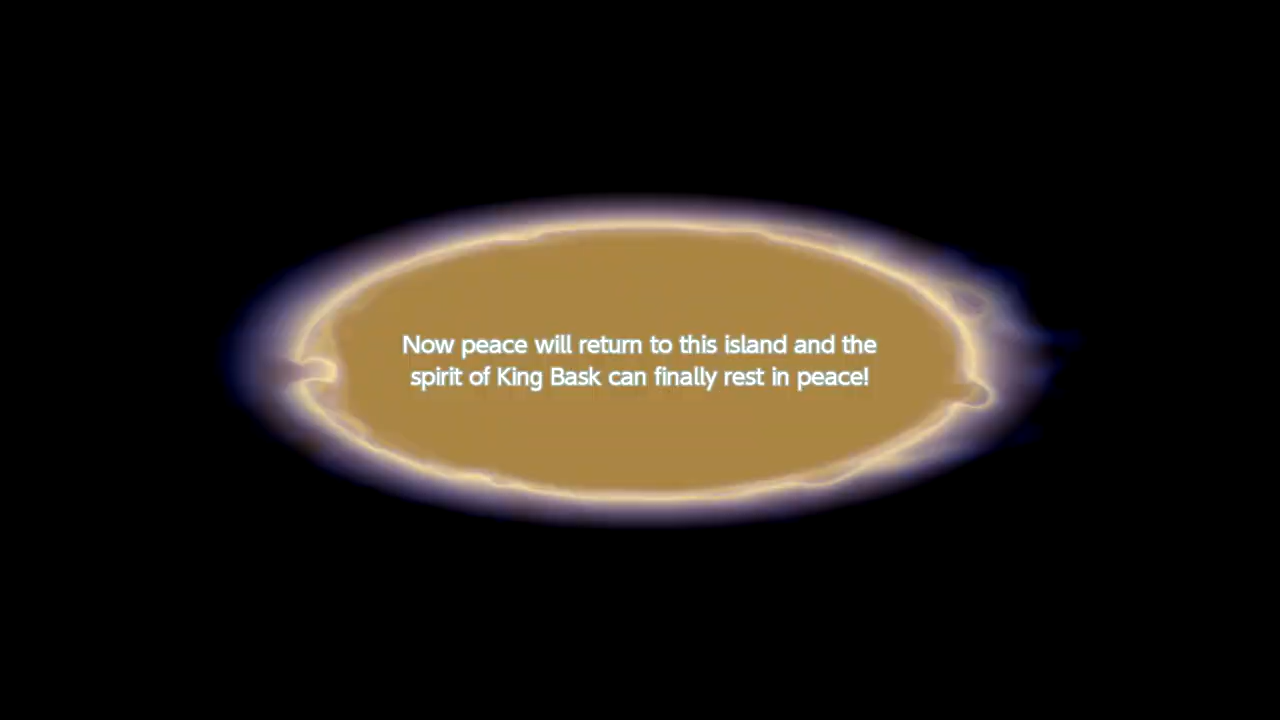 Now peace will return to this island and the
spirit of King Bask can finally rest in peace!